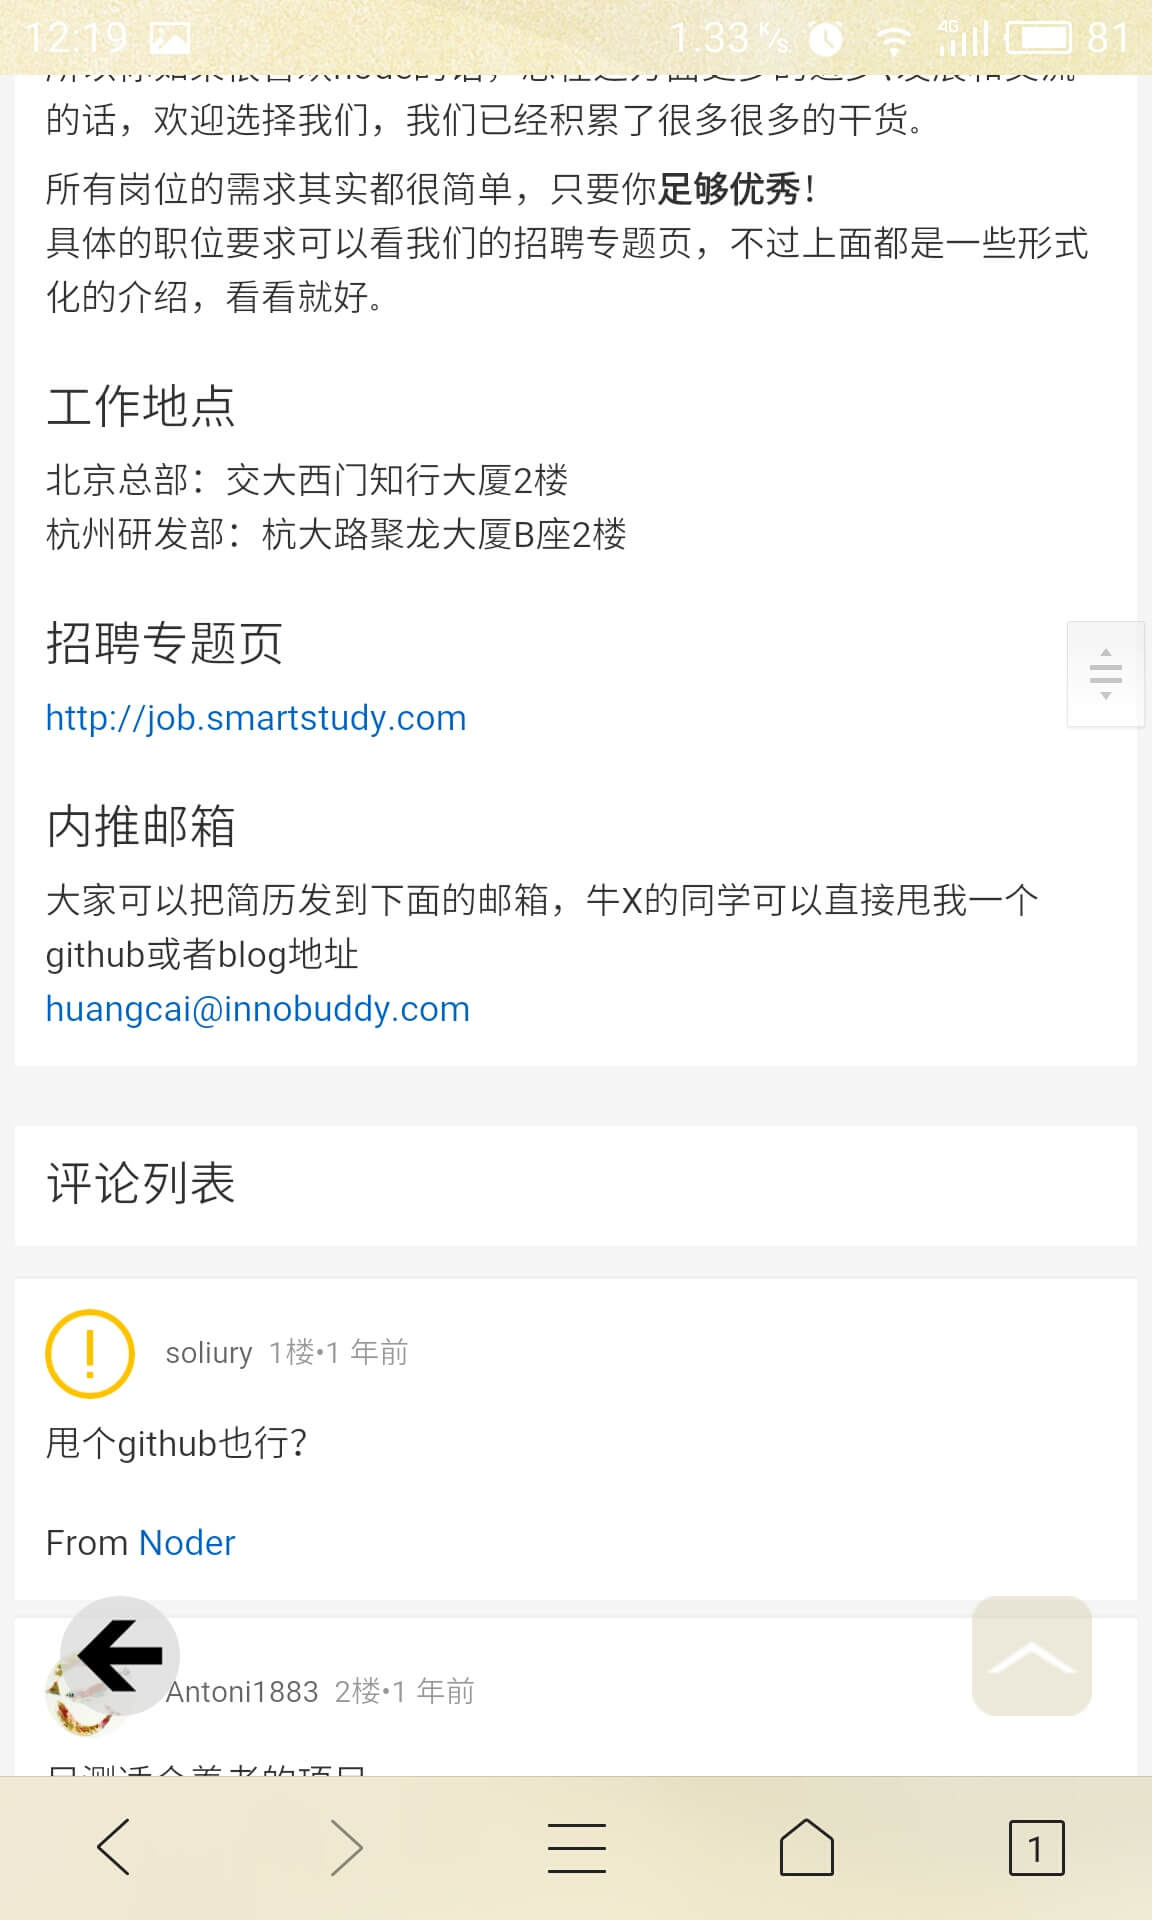 12:19 1.33 K/s 4G 81
的话，欢迎选择我们，我们已经积累了很多很多的干货。
所有岗位的需求其实都很简单，只要你足够优秀！
具体的职位要求可以看我们的招聘专题页，不过上面都是一些形式
化的介绍，看看就好。
工作地点
北京总部：交大西门知行大厦2楼
杭州研发部：杭大路聚龙大厦B座2楼
招聘专题页
http://job.smartstudy.com
内推邮箱
大家可以把简历发到下面的邮箱，牛X的同学可以直接甩我一个
github或者blog地址
huangcai@innobuddy.com
评论列表
soliury 1楼•1 年前
甩个github也行？
From Noder
Antoni1883 2楼•1 年前
1